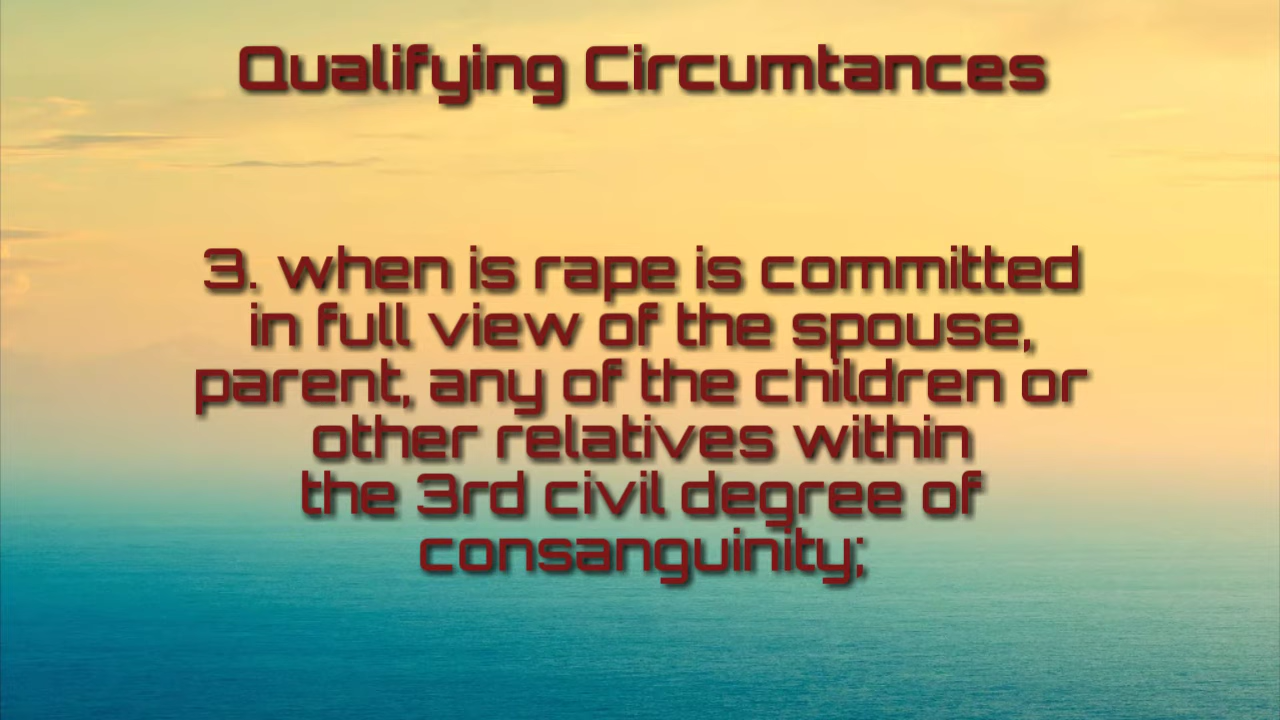 Qualifying Circumtances
3. when is rape is committed
in full view of the spouse,
parent, any of the children or
other relatives within
the 3rd civil degree of
consanguinity;